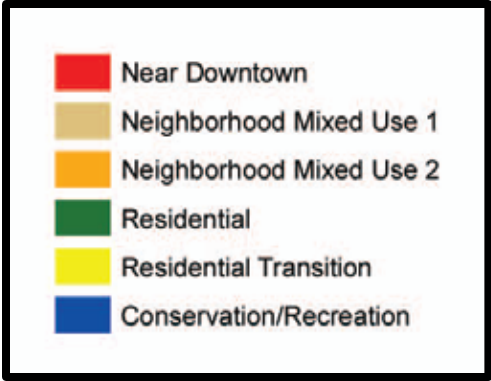 Near Downtown
Neighborhood Mixed Use 1
Neighborhood Mixed Use 2
Residential
Residential Transition
Conservation/Recreation